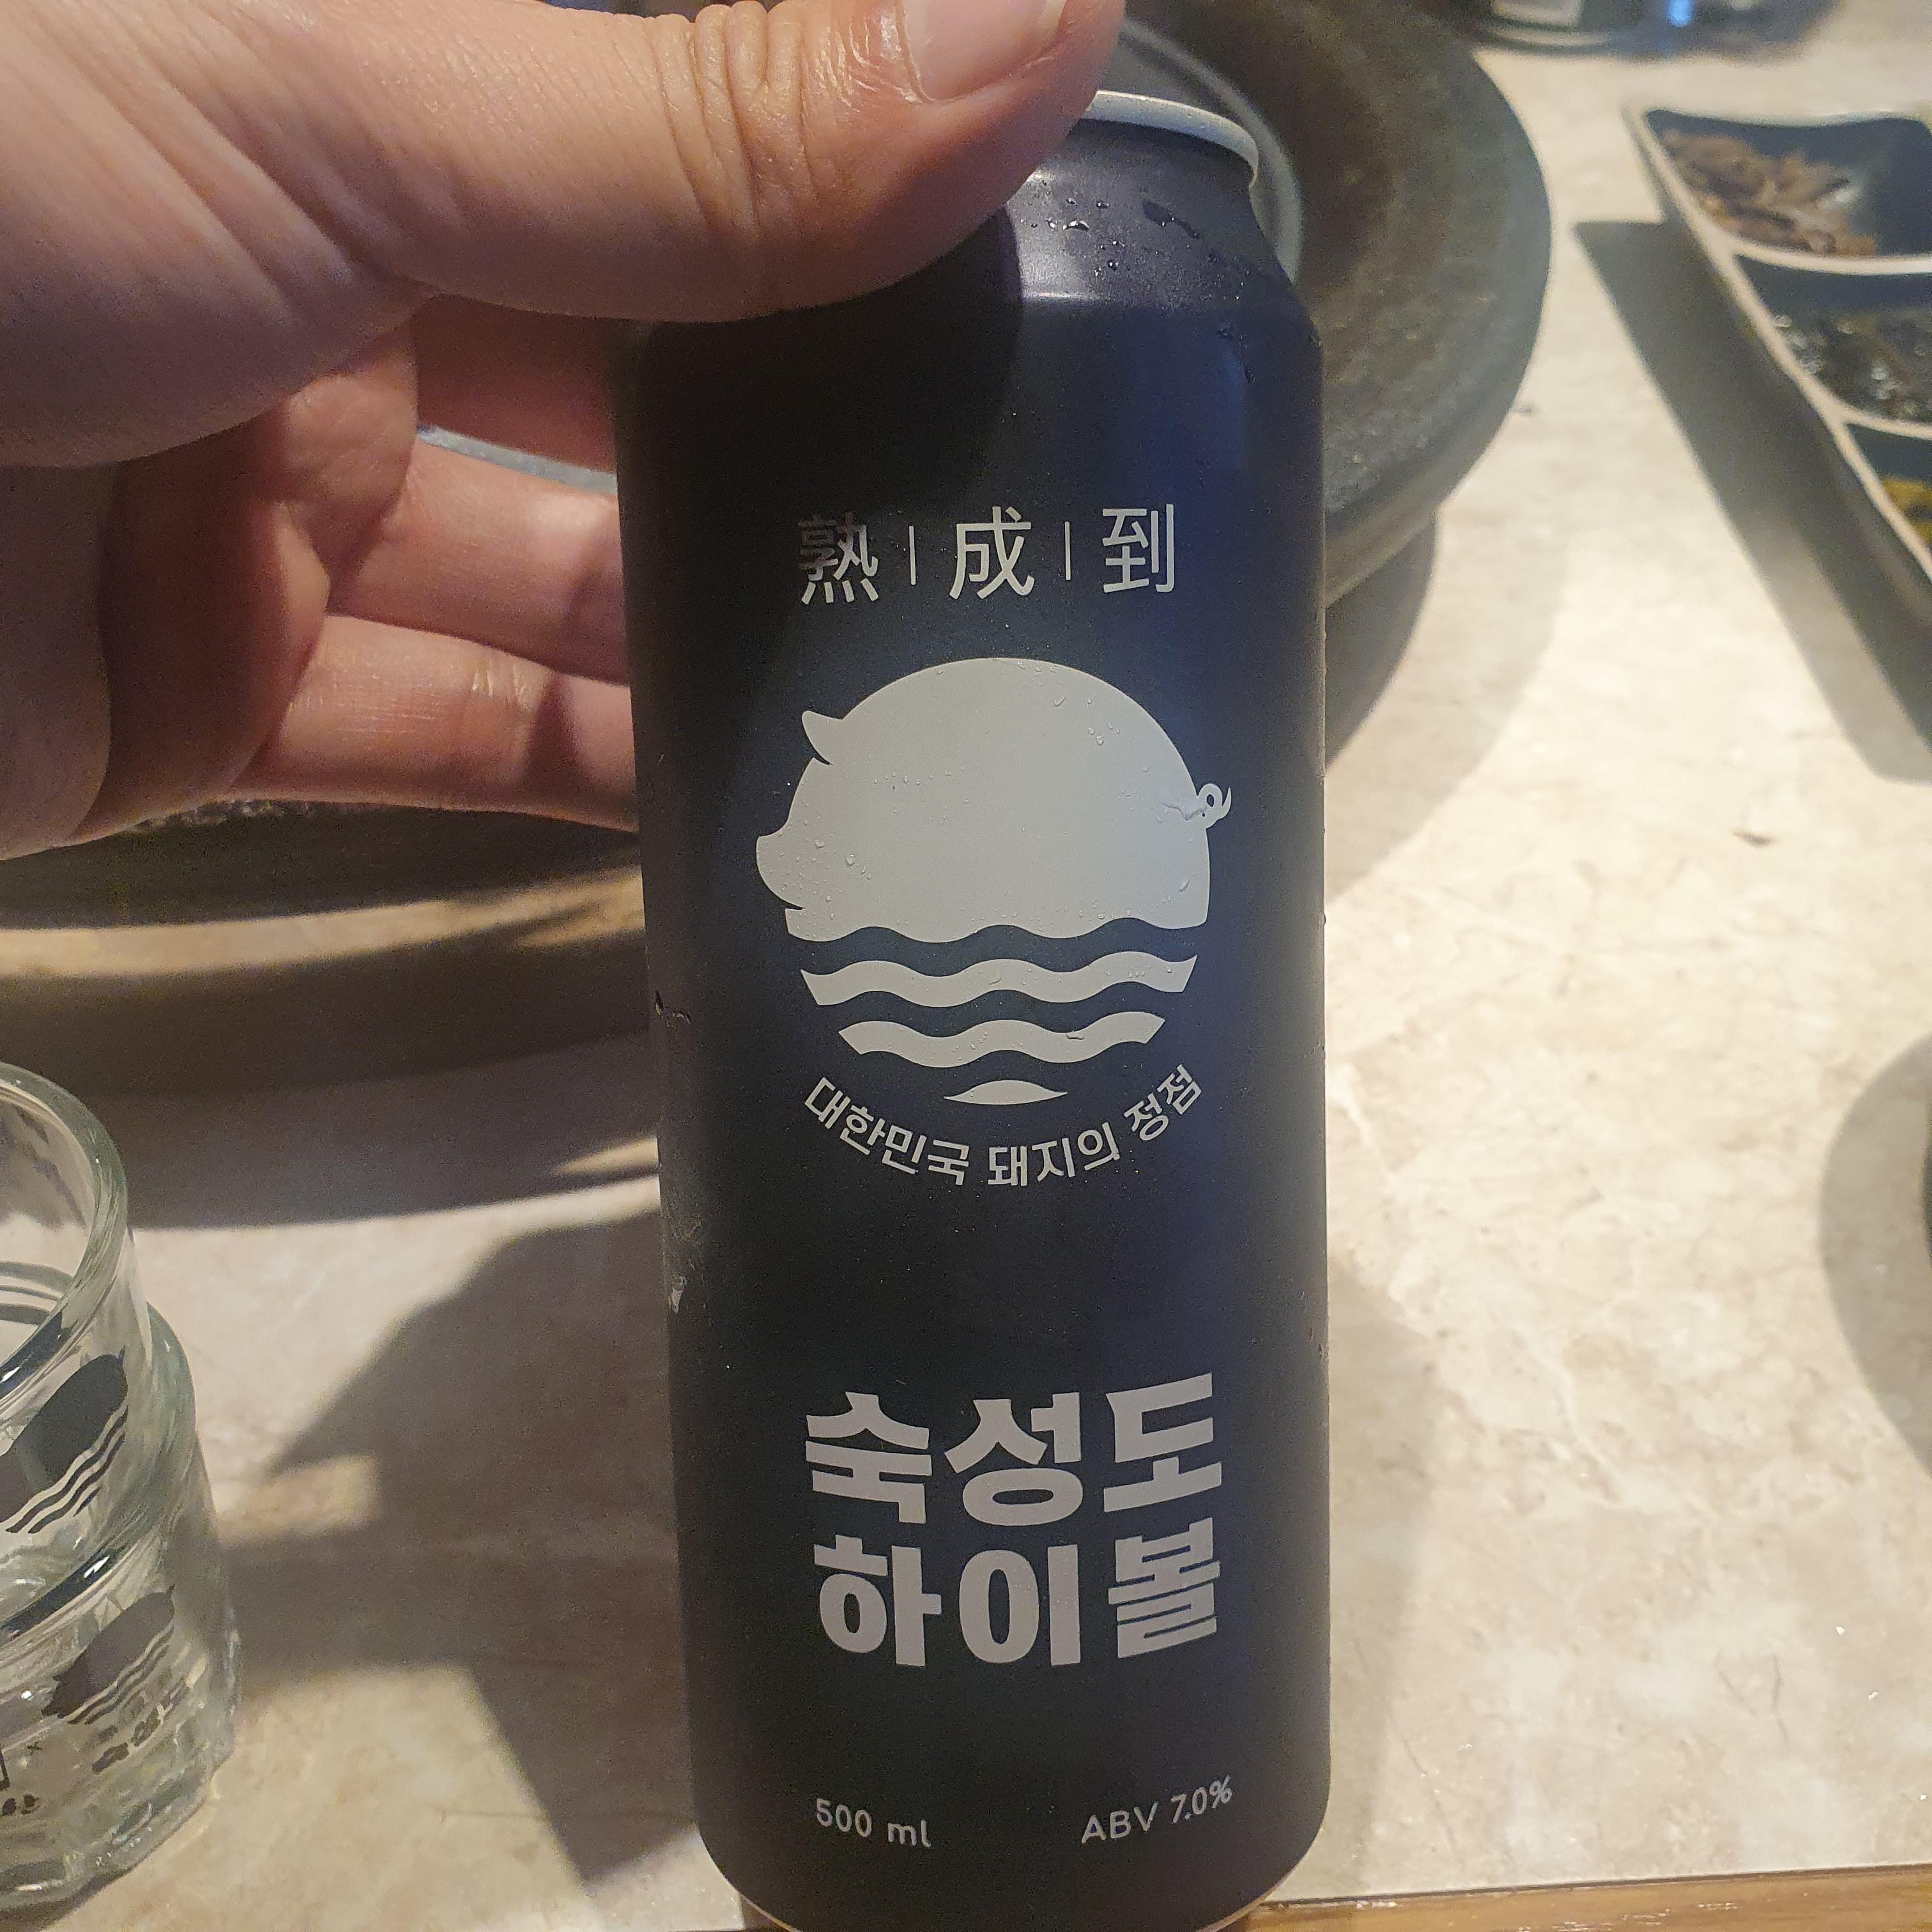 熟 | 成 | 到
대한민국 돼지의 정점
숙성도
하이볼
500 ml
ABV 7.0%